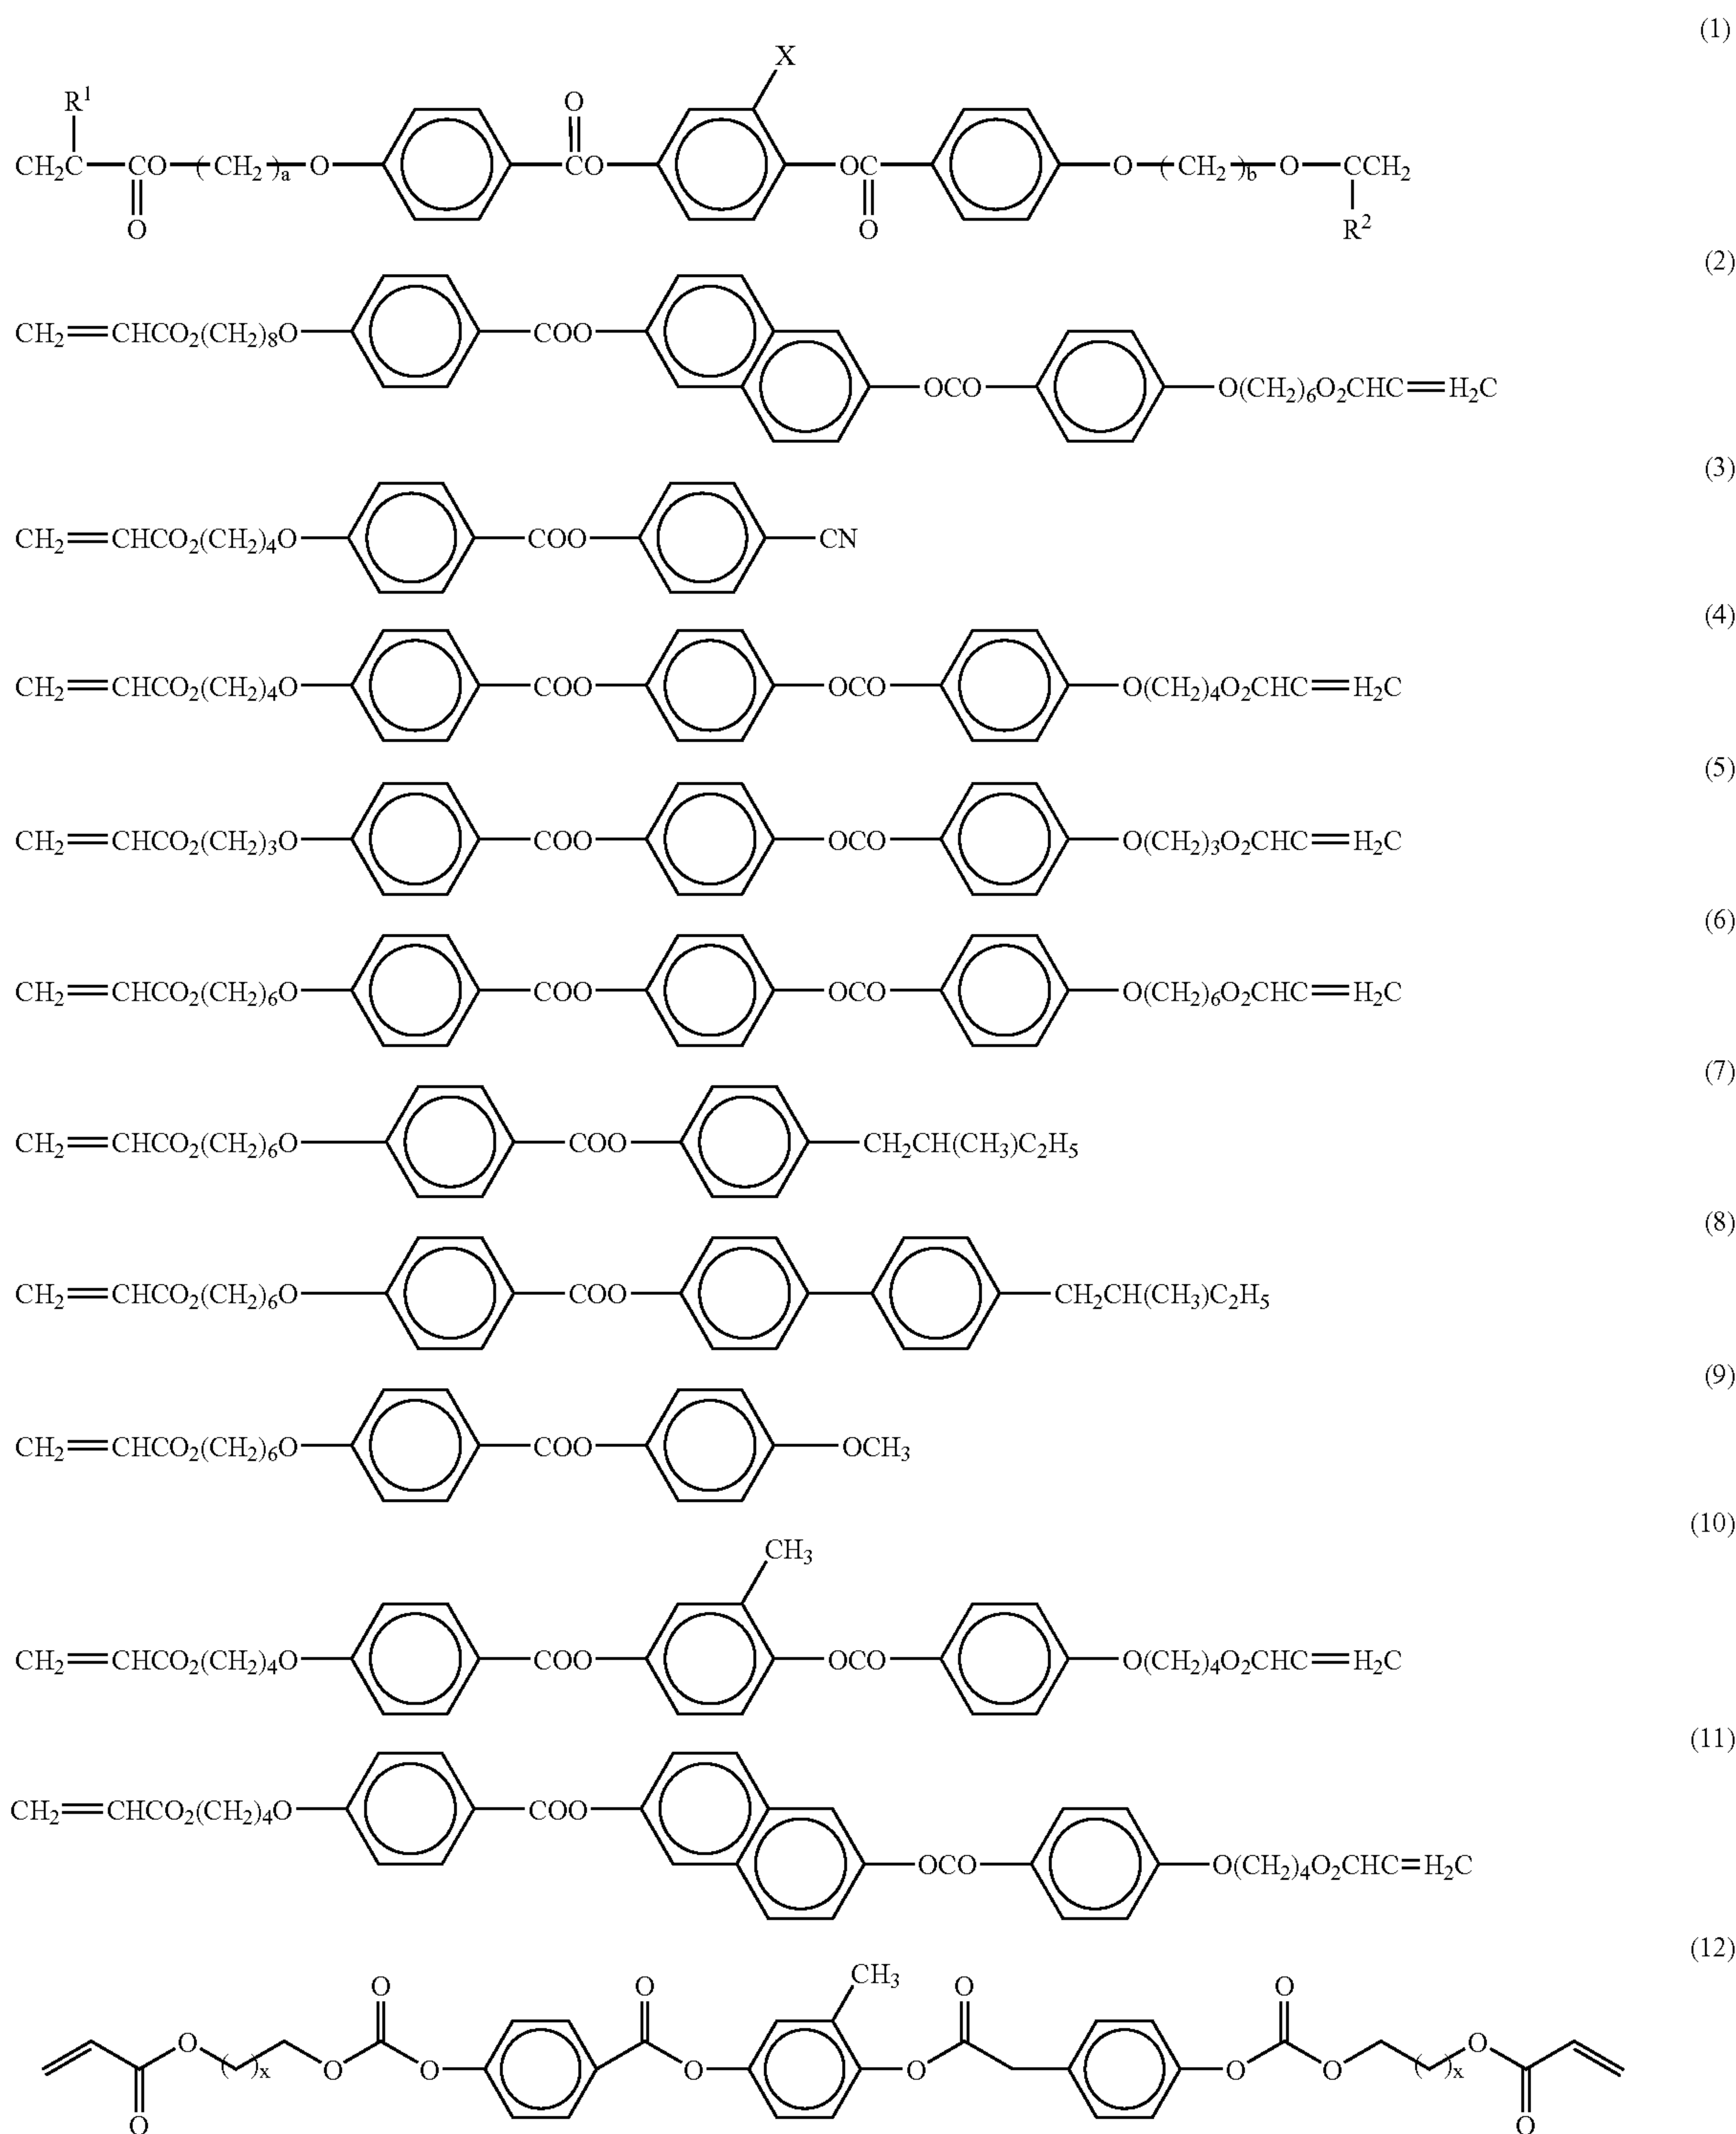 (1)
X
R¹ O
CH₂ CO (CH₂)a O CO OC O (CH₂)b O CH₂
O O R²
(2)
CH₂=CHCO₂(CH₂)₈O COO
OCO O(CH₂)₆O₂CHC=H₂C
(3)
CH₂=CHCO₂(CH₂)₄O COO CN
(4)
CH₂=CHCO₂(CH₂)₄O COO OCO O(CH₂)₄O₂CHC=H₂C
(5)
CH₂=CHCO₂(CH₂)₃O COO OCO O(CH₂)₃O₂CHC=H₂C
(6)
CH₂=CHCO₂(CH₂)₆O COO OCO O(CH₂)₆O₂CHC=H₂C
(7)
CH₂=CHCO₂(CH₂)₆O COO CH₂CH(CH₃)C₂H₅
(8)
CH₂=CHCO₂(CH₂)₆O COO CH₂CH(CH₃)C₂H₅
(9)
CH₂=CHCO₂(CH₂)₆O COO OCH₃
(10)
CH₃
CH₂=CHCO₂(CH₂)₄O COO OCO O(CH₂)₄O₂CHC=H₂C
(11)
CH₂=CHCO₂(CH₂)₄O COO
OCO O(CH₂)₄O₂CHC=H₂C
(12)
O O CH₃ O O
O ( )x O O O O O O ( )x O
O O